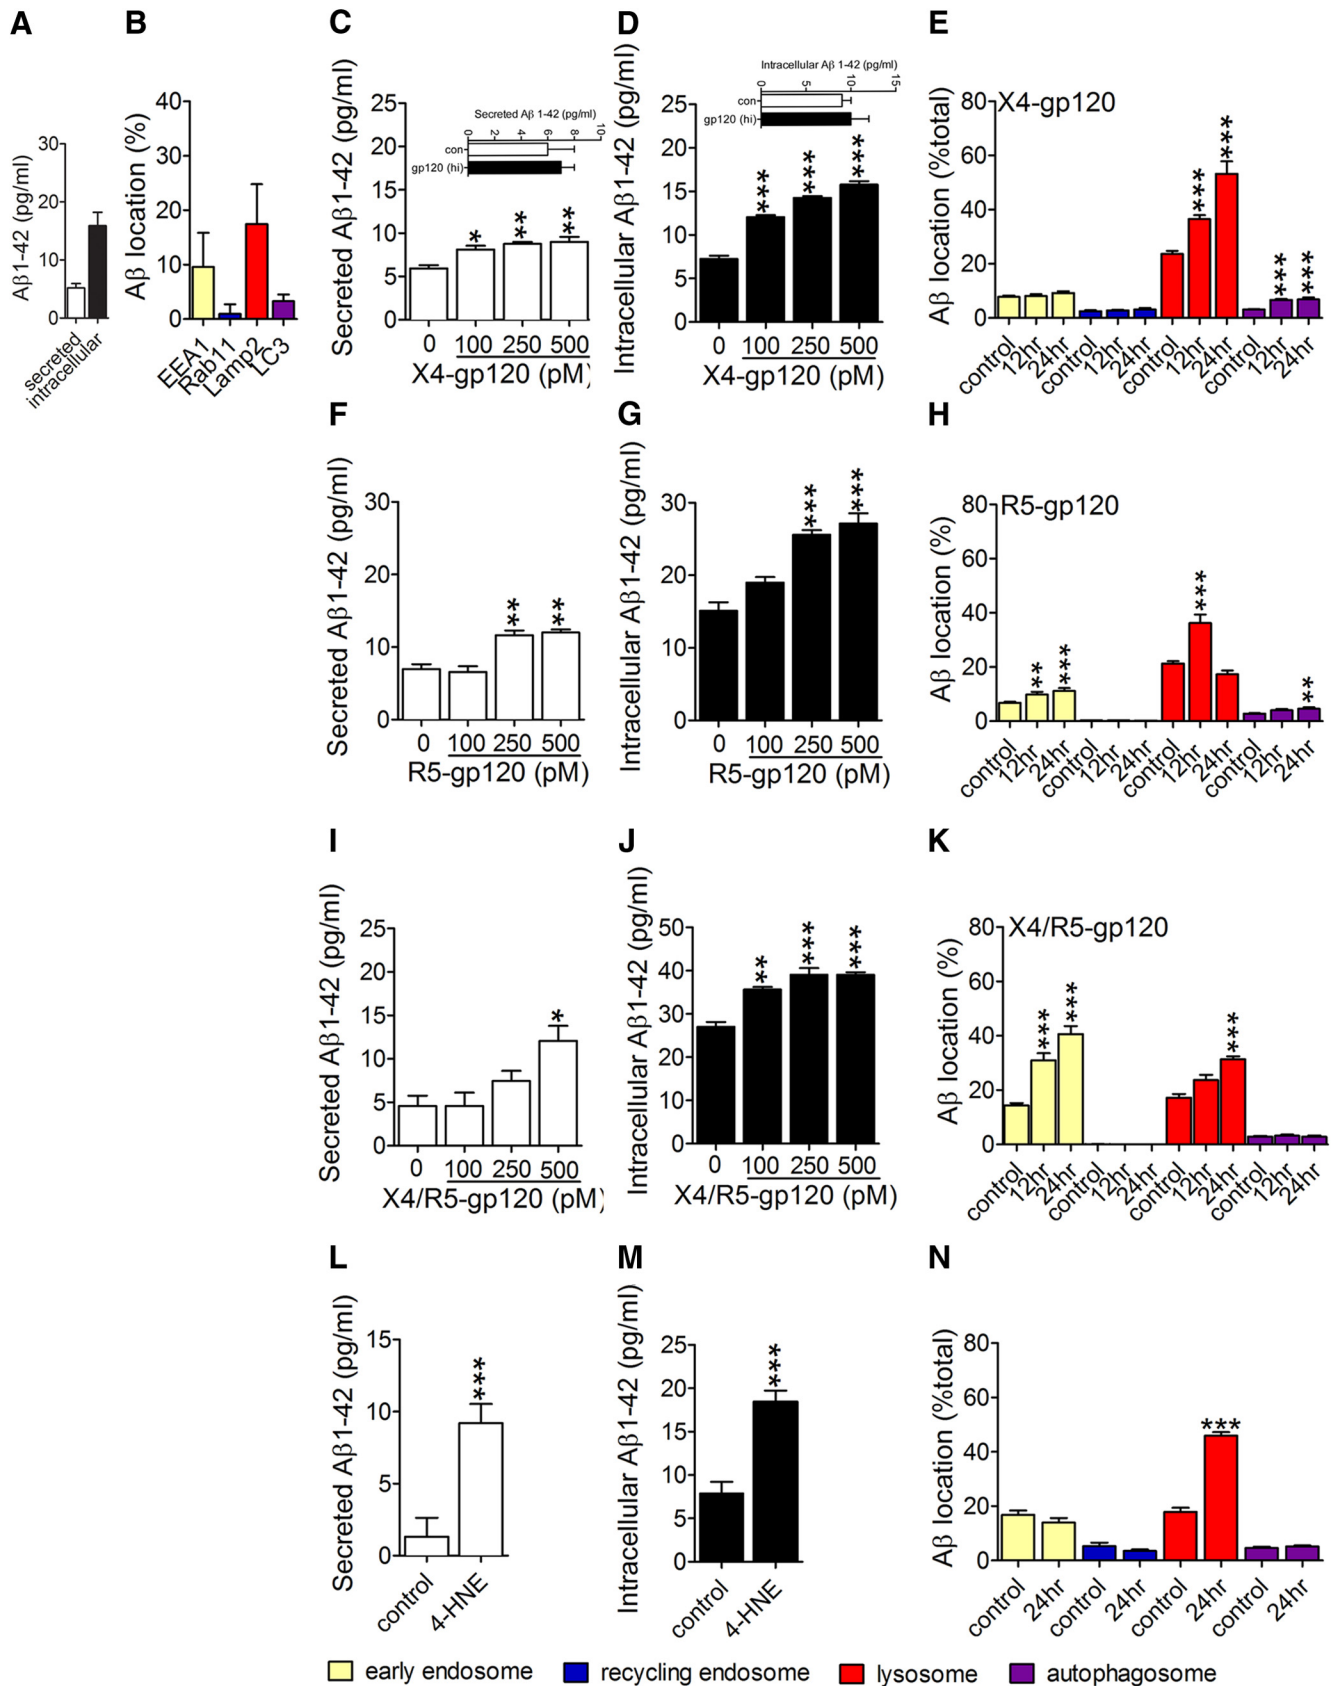 A
Aβ1-42 (pg/ml)
30
20
10
0
secreted
intracellular
B
Aβ location (%)
40
30
20
10
0
EEA1
Rab11
Lamp2
LC3
C
Secreted Aβ1-42 (pg/ml)
25
20
15
10
5
0
Secreted Aβ 1-42 (pg/ml)
0 2 4 6 8 10
con
gp120 (hi)
* ** **
0 100 250 500
X4-gp120 (pM)
D
Intracellular Aβ1-42 (pg/ml)
25
20
15
10
5
0
Intracellular Aβ 1-42 (pg/ml)
0 5 10 15
con
gp120 (hi)
*** *** ***
0 100 250 500
X4-gp120 (pM)
E
Aβ location (%total)
X4-gp120
80
60
40
20
0
*** *** *** ***
control 12hr 24hr control 12hr 24hr control 12hr 24hr control 12hr 24hr
F
Secreted Aβ1-42 (pg/ml)
30
20
10
0
** **
0 100 250 500
R5-gp120 (pM)
G
Intracellular Aβ1-42 (pg/ml)
30
20
10
0
*** ***
0 100 250 500
R5-gp120 (pM)
H
Aβ location (%)
R5-gp120
80
60
40
20
0
** *** *** **
control 12hr 24hr control 12hr 24hr control 12hr 24hr control 12hr 24hr
I
Secreted Aβ1-42 (pg/ml)
25
20
15
10
5
0
*
0 100 250 500
X4/R5-gp120 (pM)
J
Intracellular Aβ1-42 (pg/ml)
50
40
30
20
10
0
** *** ***
0 100 250 500
X4/R5-gp120 (pM)
K
Aβ location (%)
X4/R5-gp120
80
60
40
20
0
*** *** ***
control 12hr 24hr control 12hr 24hr control 12hr 24hr control 12hr 24hr
L
Secreted Aβ1-42 (pg/ml)
15
10
5
0
***
control 4-HNE
M
Intracellular Aβ1-42 (pg/ml)
25
20
15
10
5
0
***
control 4-HNE
N
Aβ location (%total)
80
60
40
20
0
***
control 24hr control 24hr control 24hr control 24hr
early endosome recycling endosome lysosome autophagosome